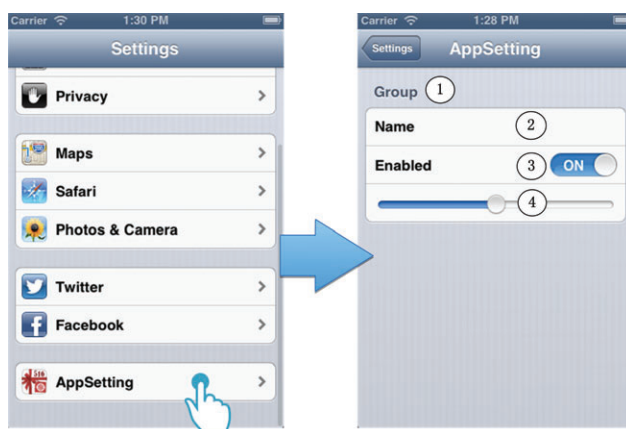 Carrier 1:30 PM
Settings
Privacy
Maps
Safari
Photos & Camera
Twitter
Facebook
AppSetting
Carrier 1:28 PM
Settings AppSetting
Group 1
Name 2
Enabled 3 ON
4